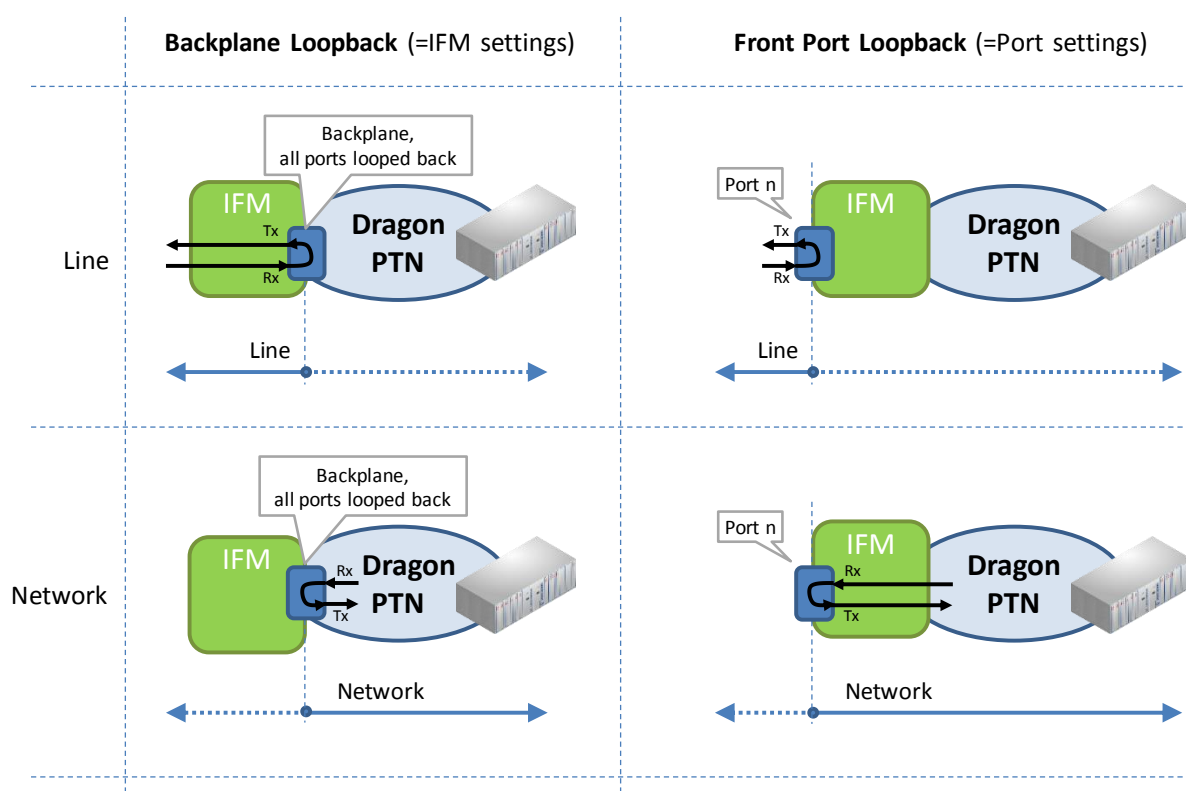 Backplane Loopback (=IFM settings)
Front Port Loopback (=Port settings)
Line
Backplane,
all ports looped back
IFM
Tx
Rx
Dragon
PTN
Line
Port n
IFM
Tx
Rx
Dragon
PTN
Line
Network
Backplane,
all ports looped back
IFM
Rx
Tx
Dragon
PTN
Network
Port n
IFM
Rx
Tx
Dragon
PTN
Network